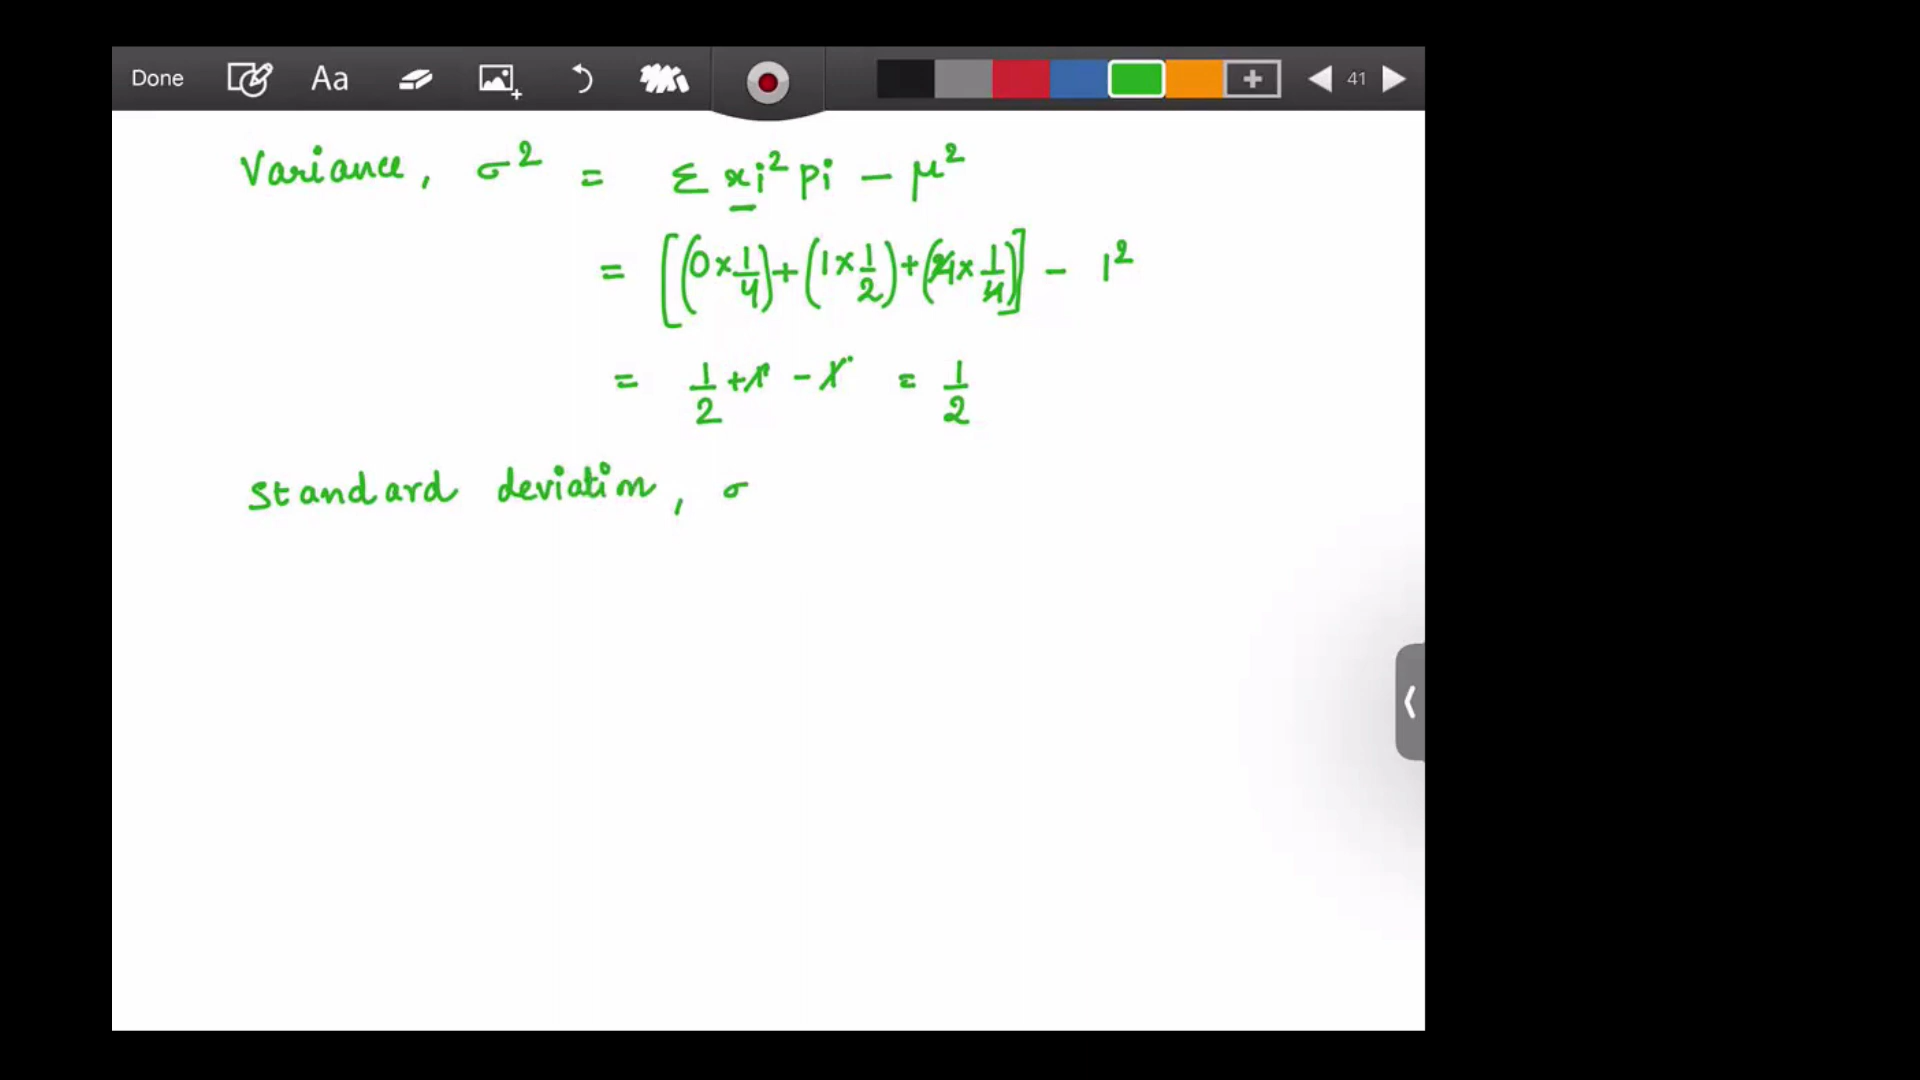 Done Aa 41
Variance, σ² = Σ xi² pi − μ²
= [(0×1/4)+(1×1/2)+(4×1/4)] − 1²
= 1/2 +1 − 1 = 1/2
Standard deviation, σ